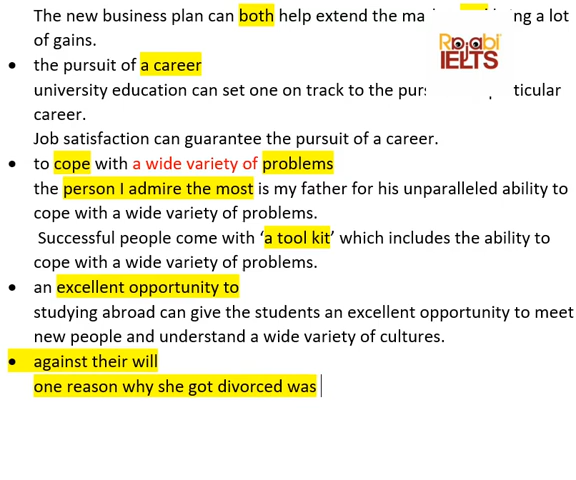 The new business plan can both help extend the ng a lot
of gains.
the pursuit of a career
university education can set one on track to the ticular
career.
Job satisfaction can guarantee the pursuit of a career.
to cope with a wide variety of problems
the person I admire the most is my father for his unparalleled ability to
cope with a wide variety of problems.
Successful people come with ‘a tool kit’ which includes the ability to
cope with a wide variety of problems.
an excellent opportunity to
studying abroad can give the students an excellent opportunity to meet
new people and understand a wide variety of cultures.
against their will
one reason why she got divorced was
IELTS